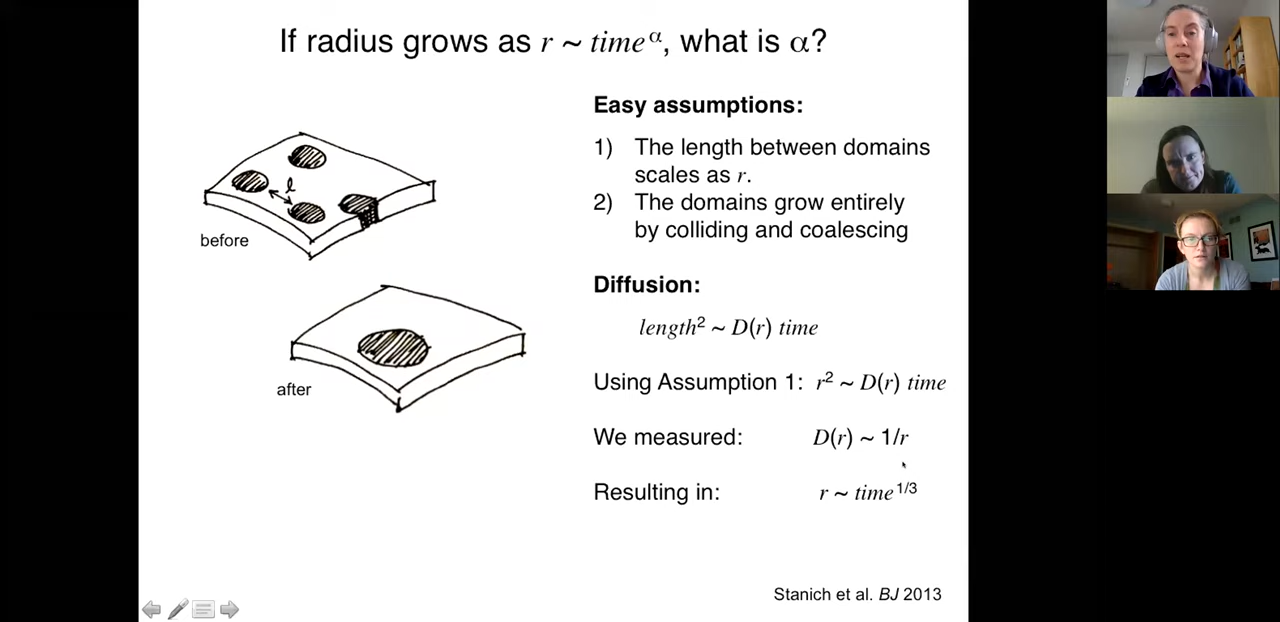 If radius grows as r ~ time^α, what is α?
Easy assumptions:
1) The length between domains
scales as r.
2) The domains grow entirely
by colliding and coalescing
ℓ
before
Diffusion:
length² ~ D(r) time
Using Assumption 1: r² ~ D(r) time
after
We measured: D(r) ~ 1/r
Resulting in: r ~ time^1/3
Stanich et al. BJ 2013